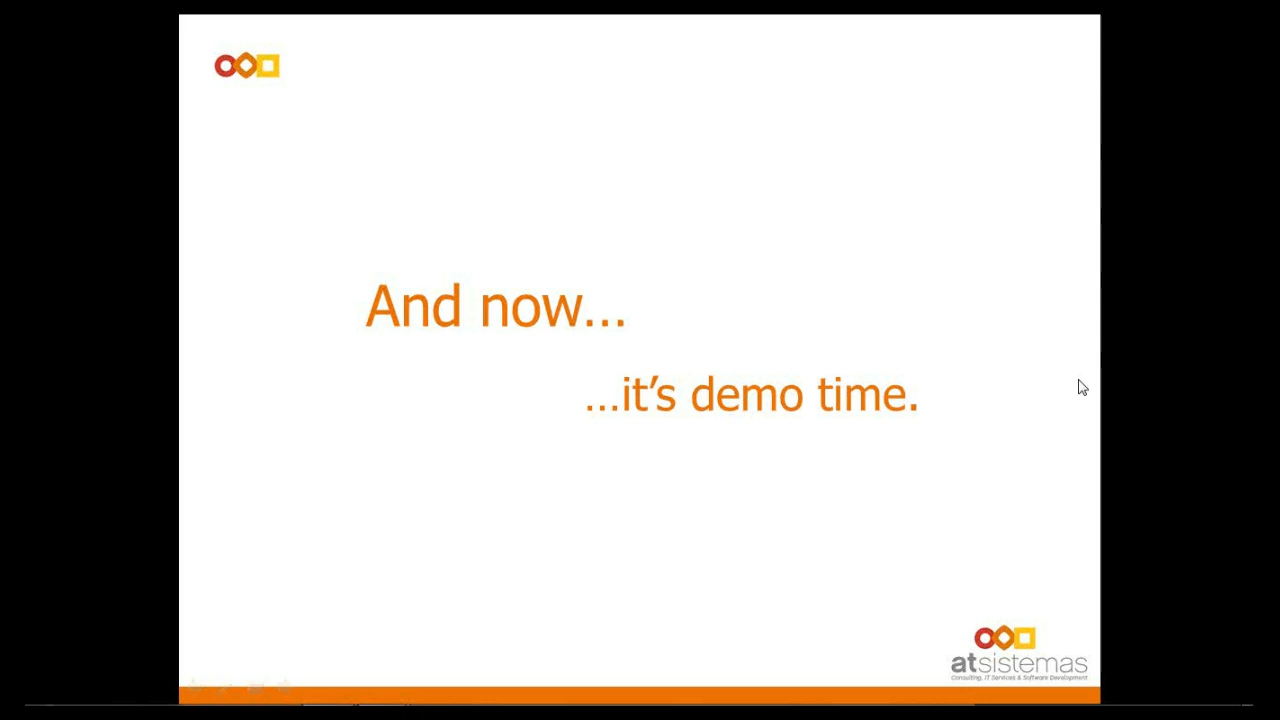 And now…
…it’s demo time.
atsistemas
Consulting, IT Services & Software Development